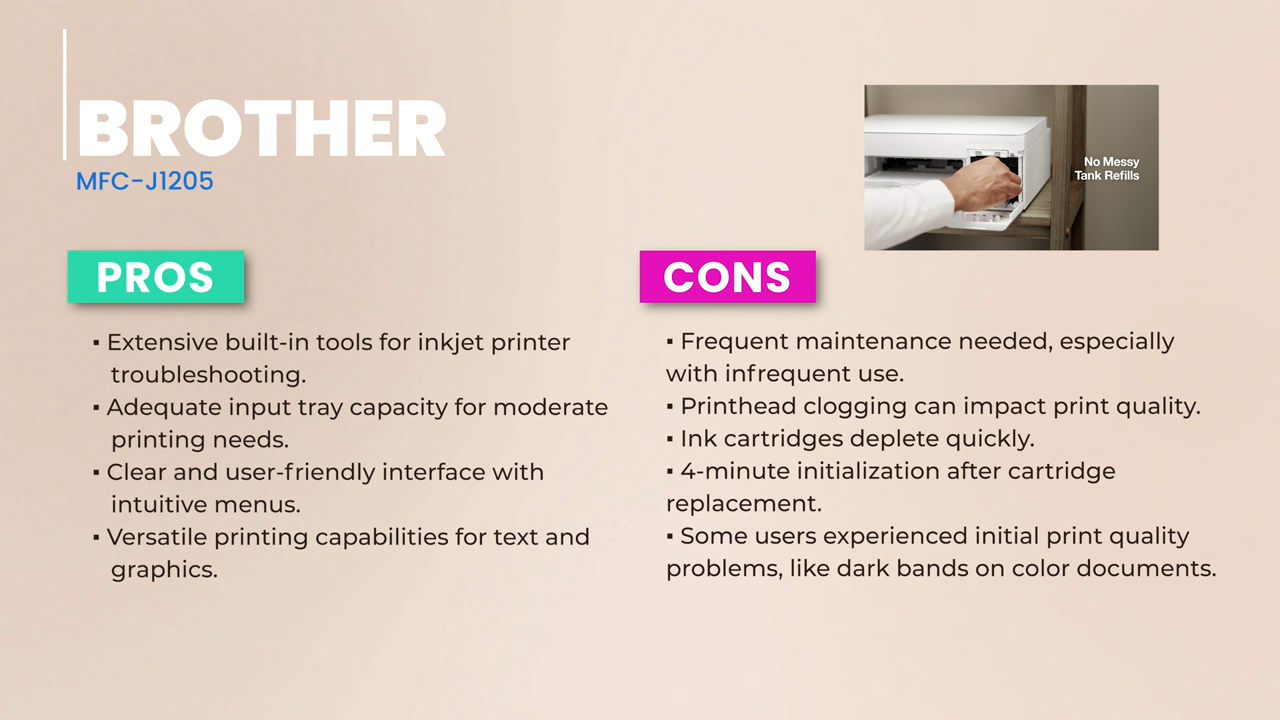 BROTHER
MFC-J1205
No Messy
Tank Refills
PROS
▪ Extensive built-in tools for inkjet printer
troubleshooting.
▪ Adequate input tray capacity for moderate
printing needs.
▪ Clear and user-friendly interface with
intuitive menus.
▪ Versatile printing capabilities for text and
graphics.
CONS
▪ Frequent maintenance needed, especially
with infrequent use.
▪ Printhead clogging can impact print quality.
▪ Ink cartridges deplete quickly.
▪ 4-minute initialization after cartridge
replacement.
▪ Some users experienced initial print quality
problems, like dark bands on color documents.